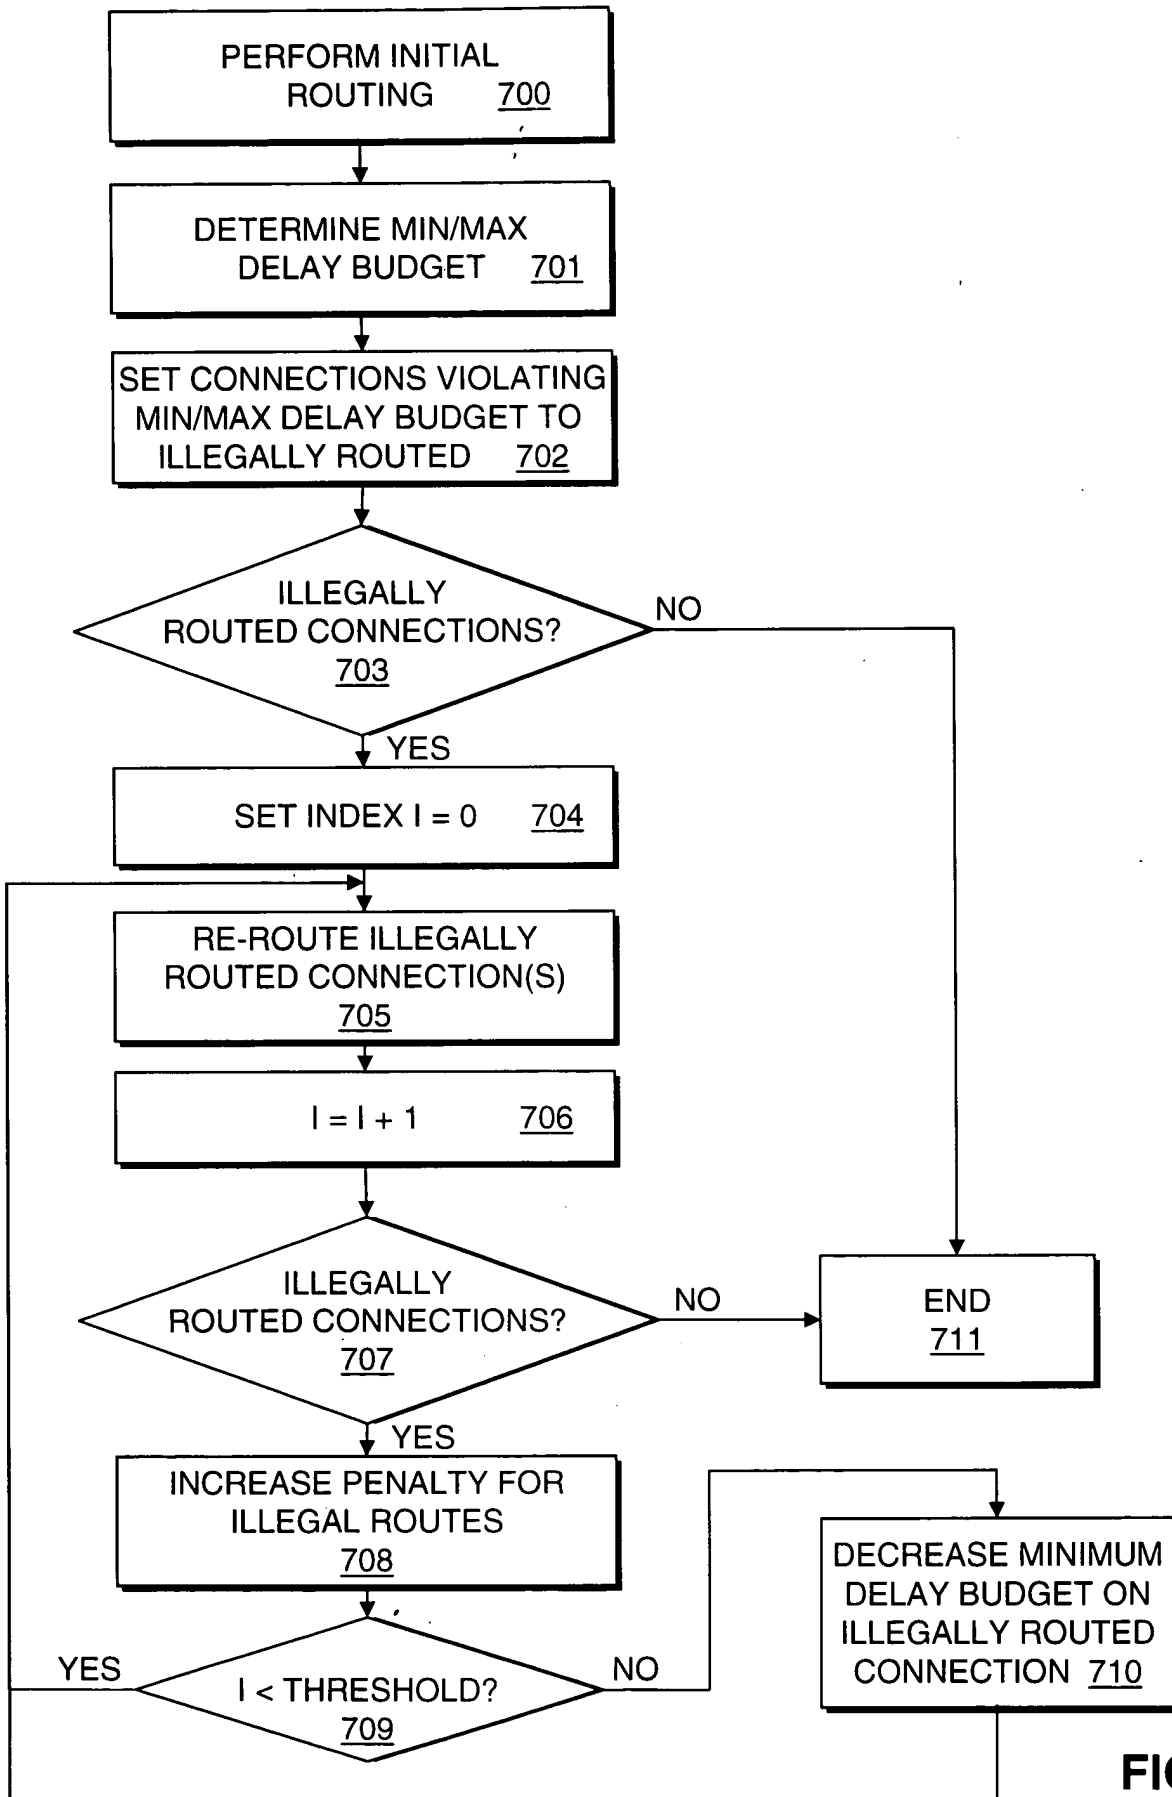 PERFORM INITIAL
ROUTING 700
DETERMINE MIN/MAX
DELAY BUDGET 701
SET CONNECTIONS VIOLATING
MIN/MAX DELAY BUDGET TO
ILLEGALLY ROUTED 702
ILLEGALLY
ROUTED CONNECTIONS?
703
NO
YES
SET INDEX I = 0 704
RE-ROUTE ILLEGALLY
ROUTED CONNECTION(S)
705
I = I + 1 706
ILLEGALLY
ROUTED CONNECTIONS?
707
NO
END
711
YES
INCREASE PENALTY FOR
ILLEGAL ROUTES
708
YES
I < THRESHOLD?
709
NO
DECREASE MINIMUM
DELAY BUDGET ON
ILLEGALLY ROUTED
CONNECTION 710